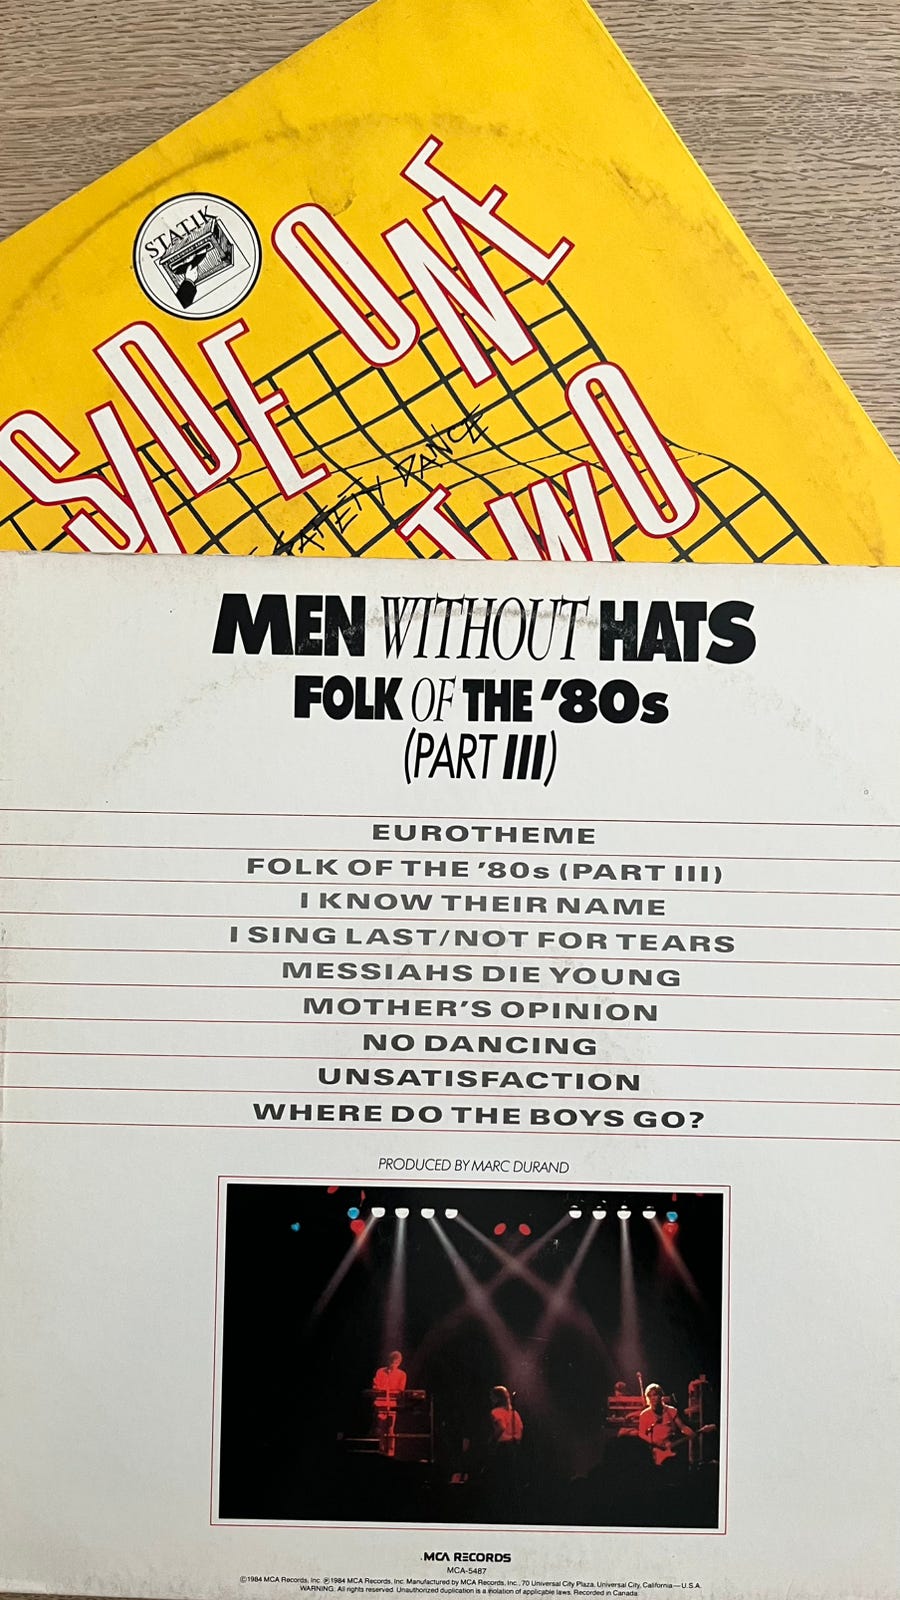 STATIK
SIDE ONE
SAFETY DANCE
TWO
MEN WITHOUT HATS
FOLK OF THE '80s
(PART III)
EUROTHEME
FOLK OF THE '80s (PART III)
I KNOW THEIR NAME
I SING LAST/NOT FOR TEARS
MESSIAHS DIE YOUNG
MOTHER'S OPINION
NO DANCING
UNSATISFACTION
WHERE DO THE BOYS GO?
PRODUCED BY MARC DURAND
MCA RECORDS
MCA-5487
©1984 MCA Records, Inc. ℗1984 MCA Records, Inc. Manufactured by MCA Records, Inc., 70 Universal City Plaza, Universal City, California—U.S.A.
WARNING: All rights reserved. Unauthorized duplication is a violation of applicable laws. Recorded in Canada